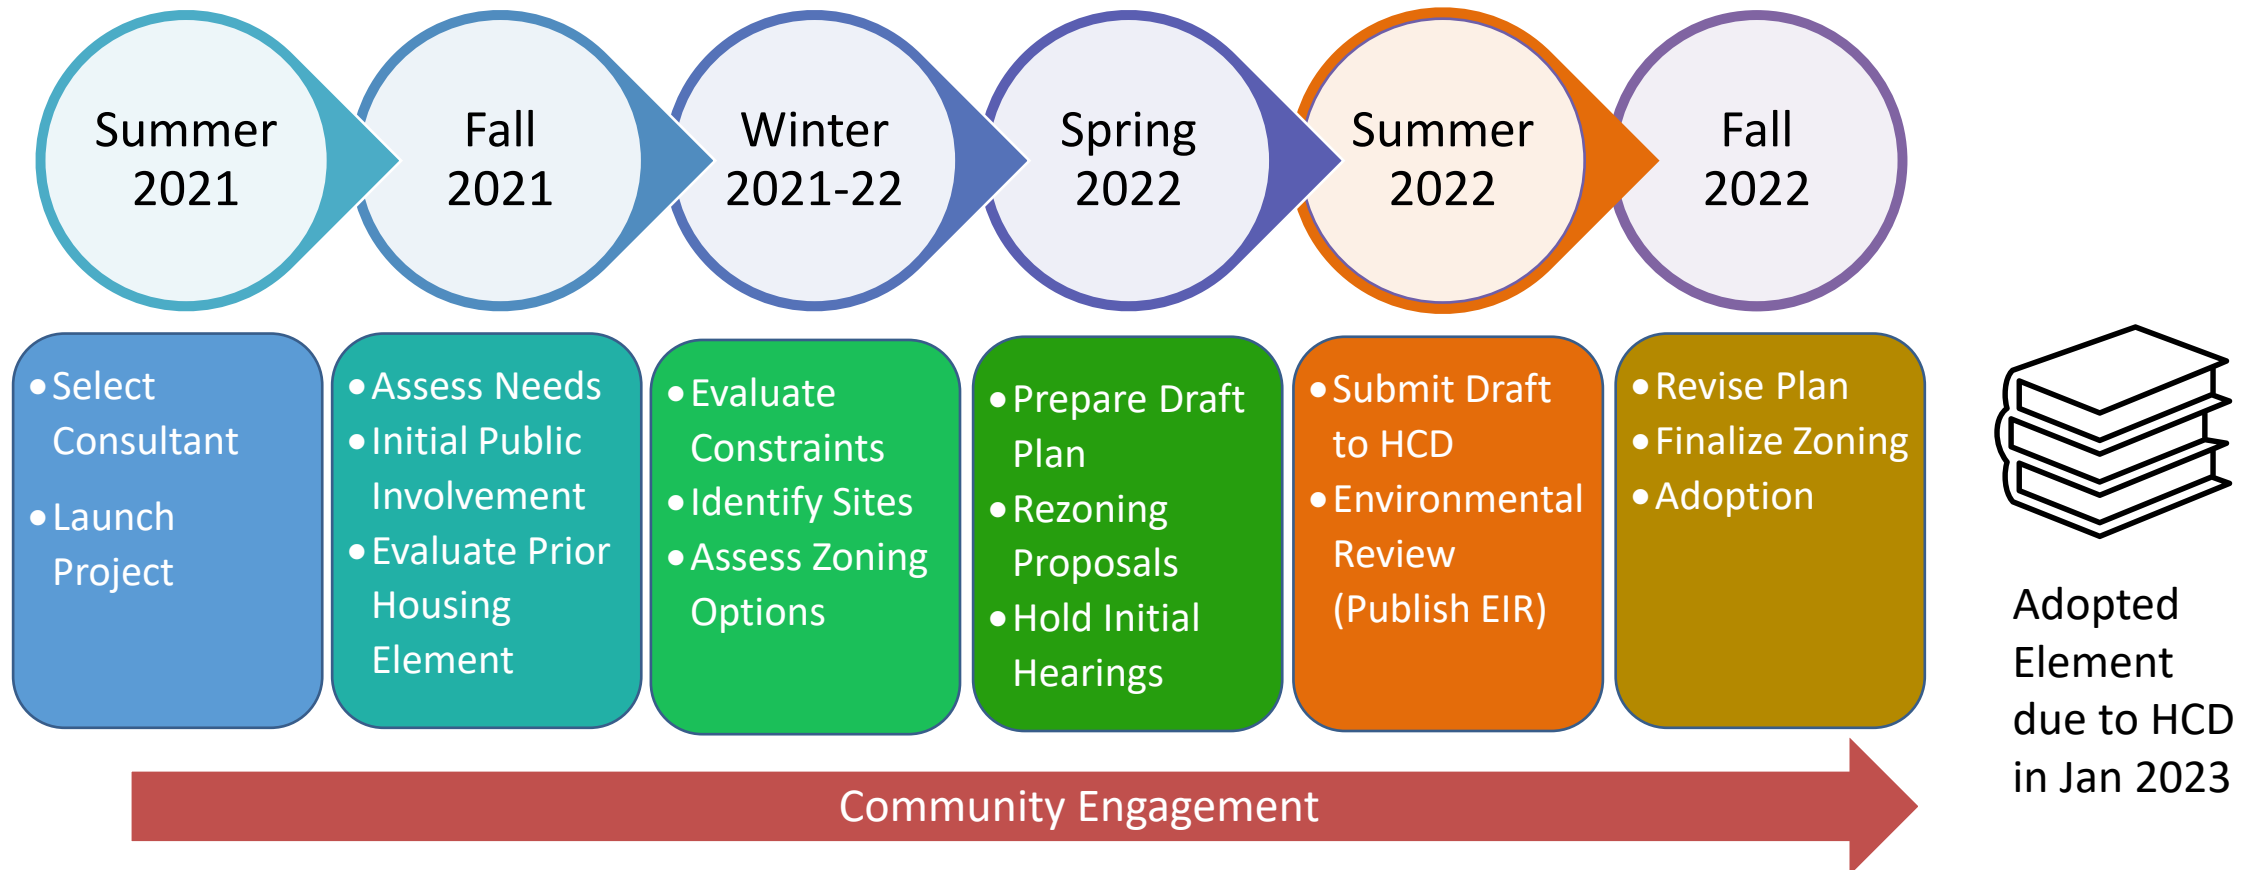 Summer
2021
Fall
2021
Winter
2021-22
Spring
2022
Summer
2022
Fall
2022
•Select
Consultant
•Launch
Project
•Assess Needs
•Initial Public
Involvement
•Evaluate Prior
Housing
Element
•Evaluate
Constraints
•Identify Sites
•Assess Zoning
Options
•Prepare Draft
Plan
•Rezoning
Proposals
•Hold Initial
Hearings
•Submit Draft
to HCD
•Environmental
Review
(Publish EIR)
•Revise Plan
•Finalize Zoning
•Adoption
Adopted
Element
due to HCD
in Jan 2023
Community Engagement